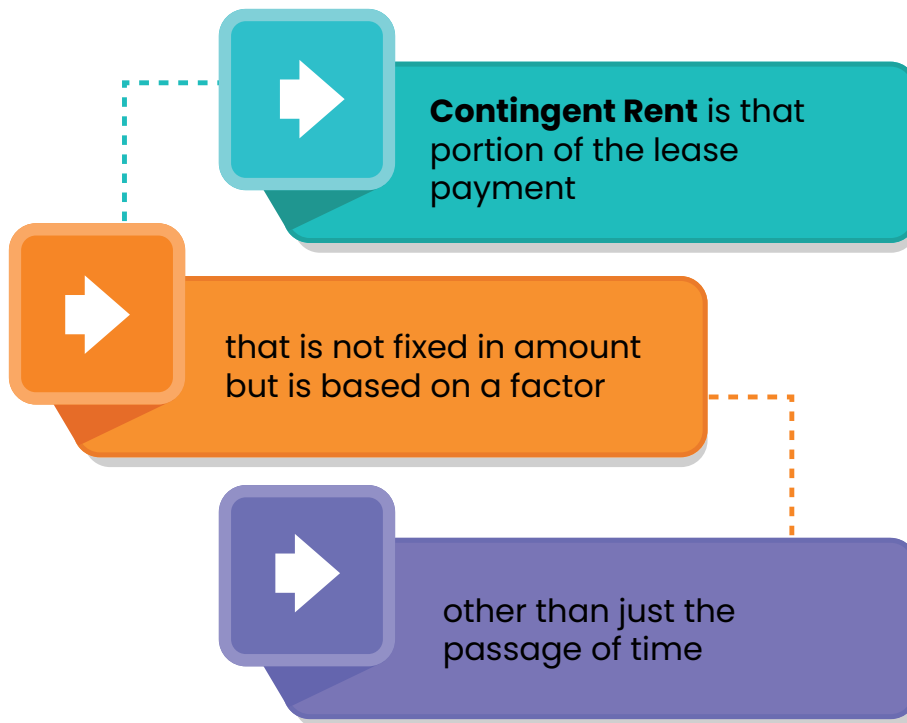 Contingent Rent is that
portion of the lease
payment
that is not fixed in amount
but is based on a factor
other than just the
passage of time